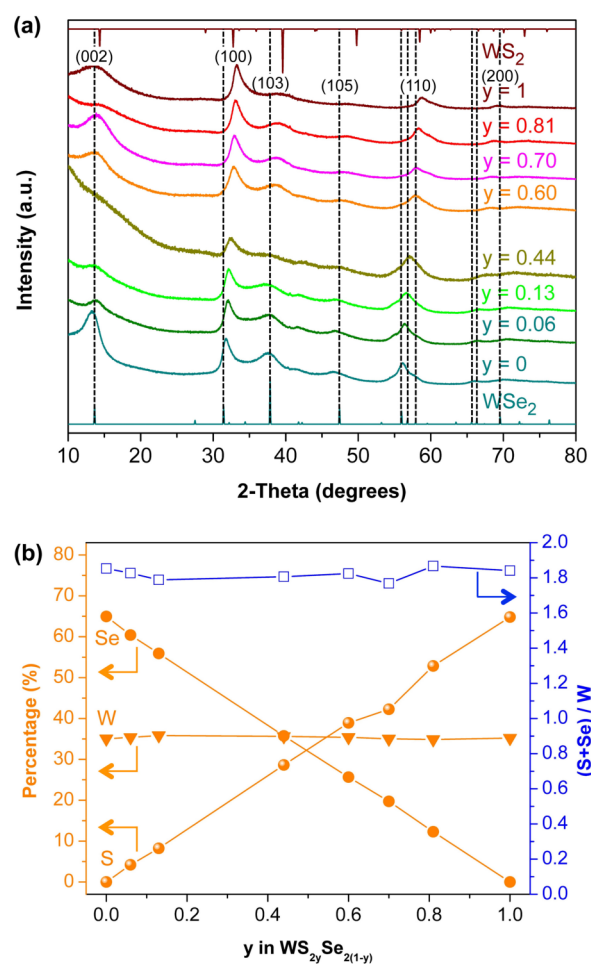 (a)
WS2
(002)
(100)
(103)
(105)
(110)
(200)
y = 1
y = 0.81
y = 0.70
y = 0.60
y = 0.44
y = 0.13
y = 0.06
y = 0
WSe2
Intensity (a.u.)
10 20 30 40 50 60 70 80
2-Theta (degrees)
(b)
80
70
60
50
40
30
20
10
0
Percentage (%)
Se
W
S
2.0
1.8
1.6
1.4
1.2
1.0
0.8
0.6
0.4
0.2
0.0
(S+Se) / W
0.0 0.2 0.4 0.6 0.8 1.0
y in WS2ySe2(1-y)